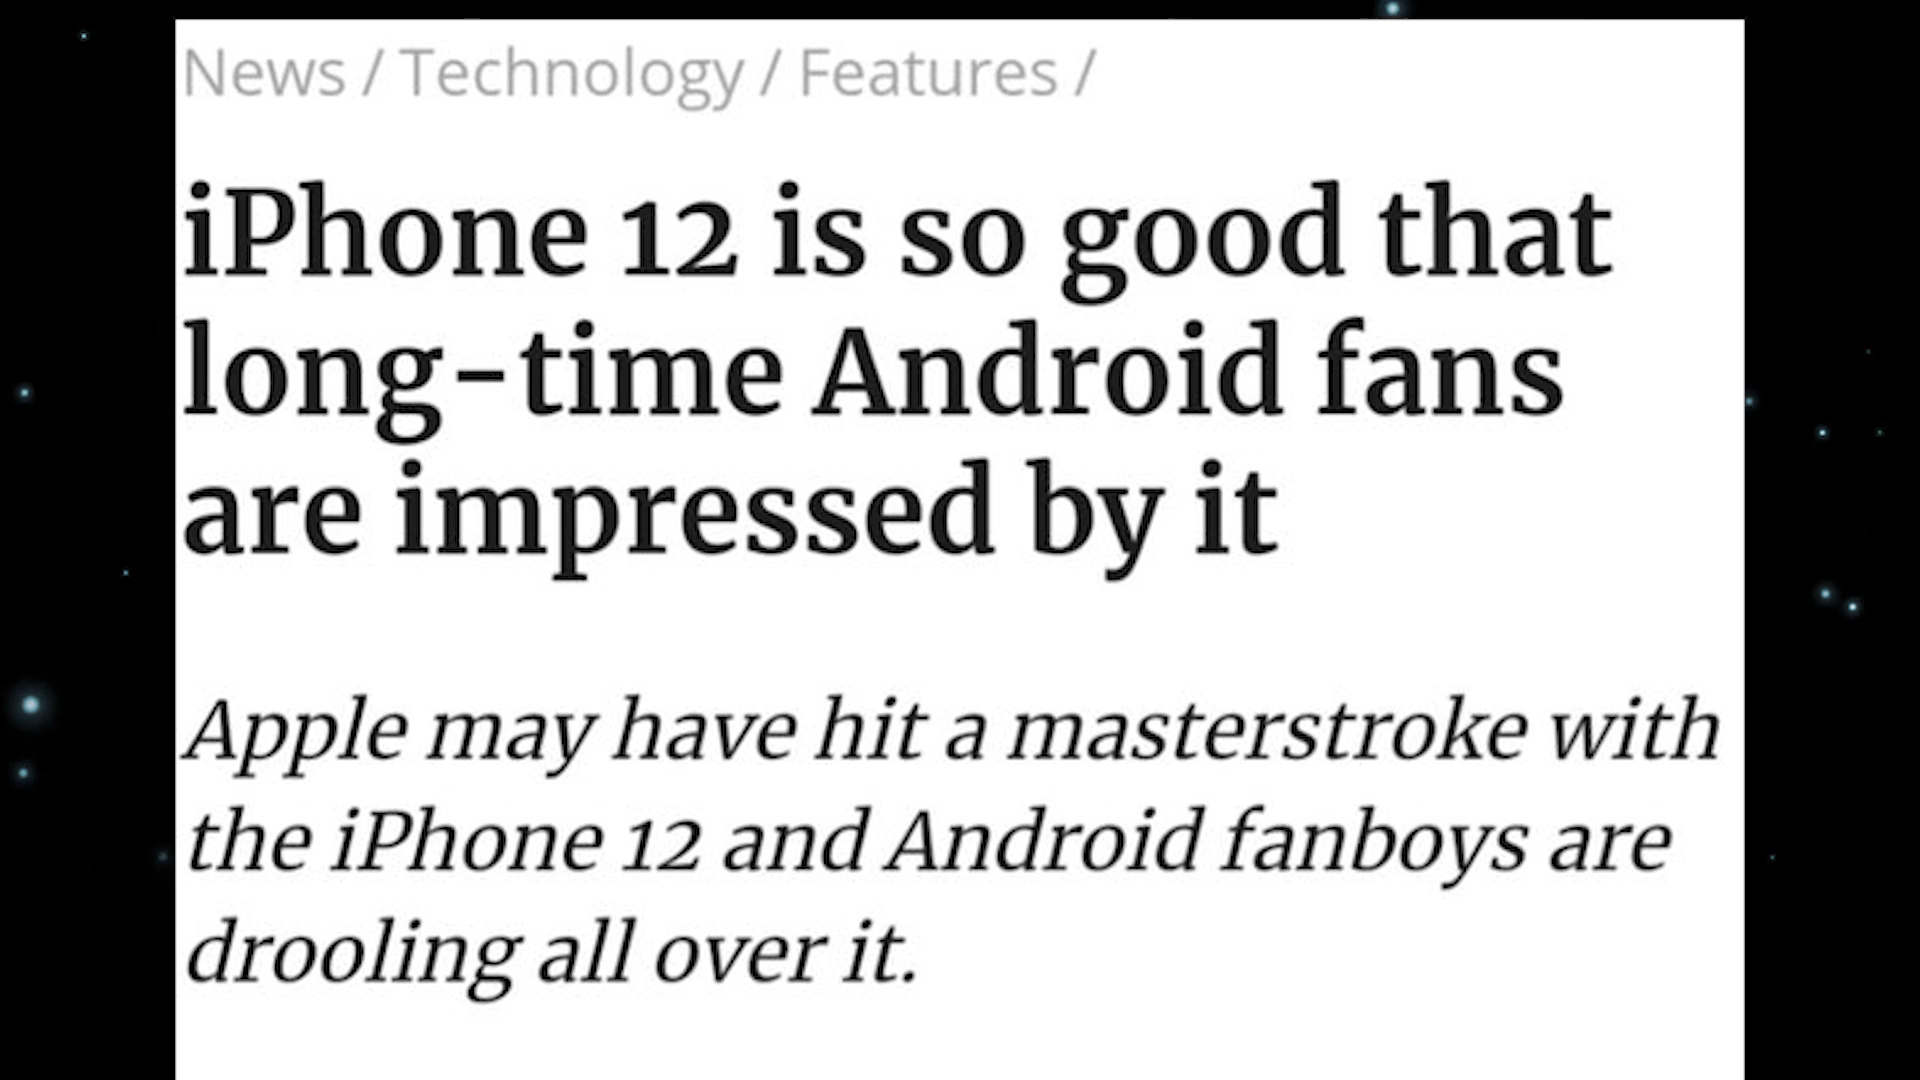 News / Technology / Features /
iPhone 12 is so good that
long-time Android fans
are impressed by it
Apple may have hit a masterstroke with
the iPhone 12 and Android fanboys are
drooling all over it.